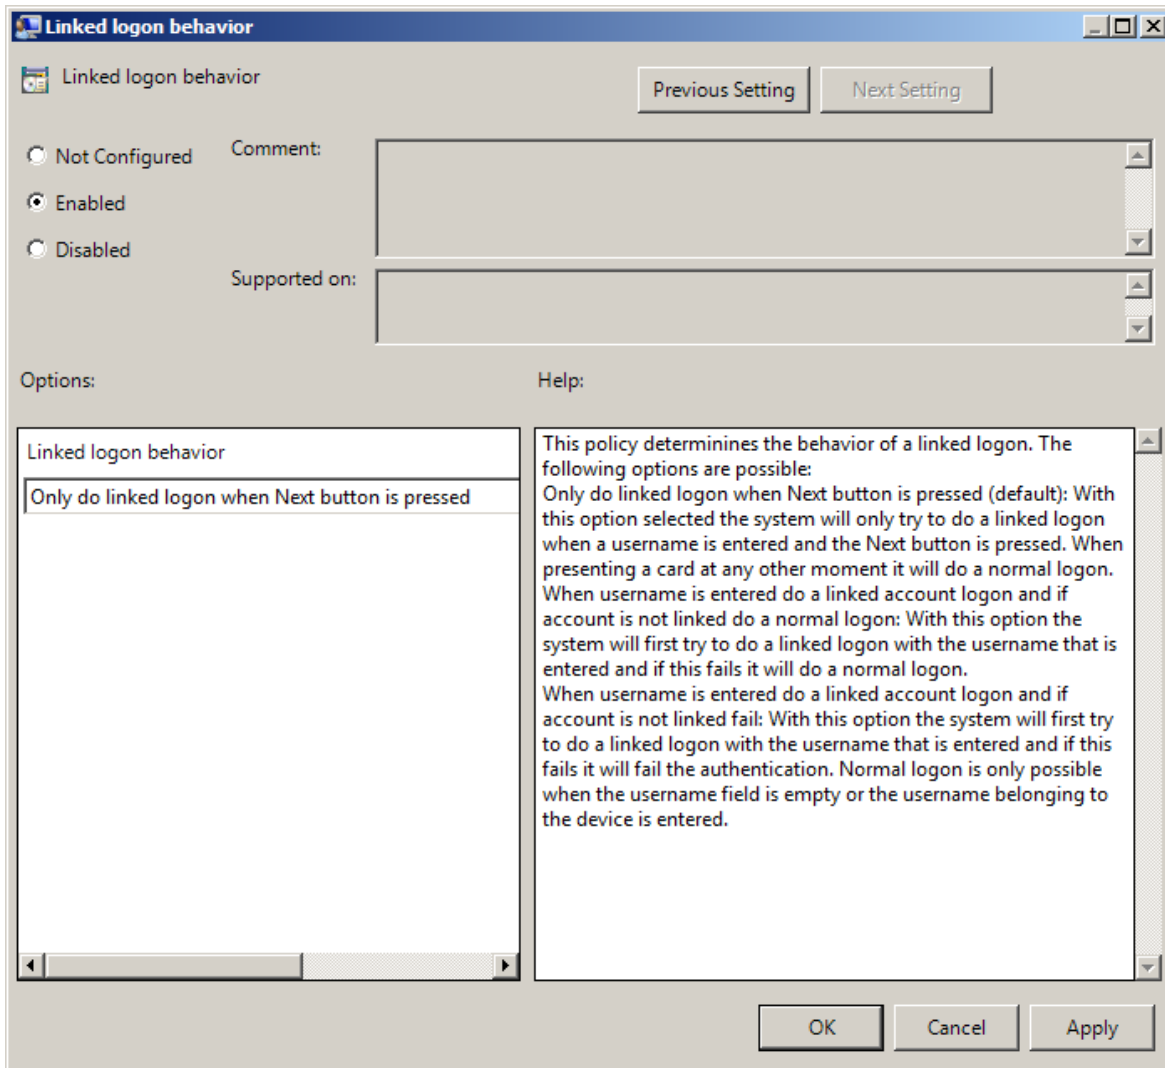 Linked logon behavior
Linked logon behavior
Previous Setting
Next Setting
Not Configured
Comment:
Enabled
Disabled
Supported on:
Options:
Help:
Linked logon behavior
Only do linked logon when Next button is pressed
This policy determinines the behavior of a linked logon. The
following options are possible:
Only do linked logon when Next button is pressed (default): With
this option selected the system will only try to do a linked logon
when a username is entered and the Next button is pressed. When
presenting a card at any other moment it will do a normal logon.
When username is entered do a linked account logon and if
account is not linked do a normal logon: With this option the
system will first try to do a linked logon with the username that is
entered and if this fails it will do a normal logon.
When username is entered do a linked account logon and if
account is not linked fail: With this option the system will first try
to do a linked logon with the username that is entered and if this
fails it will fail the authentication. Normal logon is only possible
when the username field is empty or the username belonging to
the device is entered.
OK
Cancel
Apply